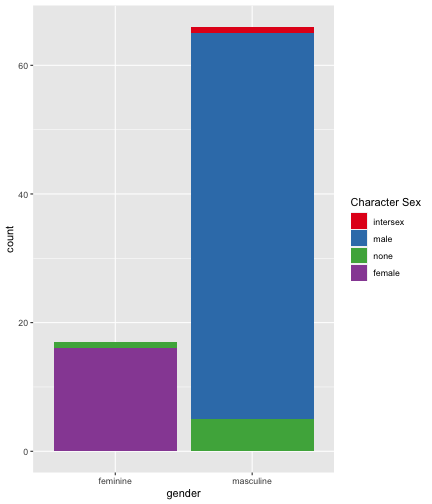 60
40
20
0
count
feminine
masculine
gender
Character Sex
intersex
male
none
female